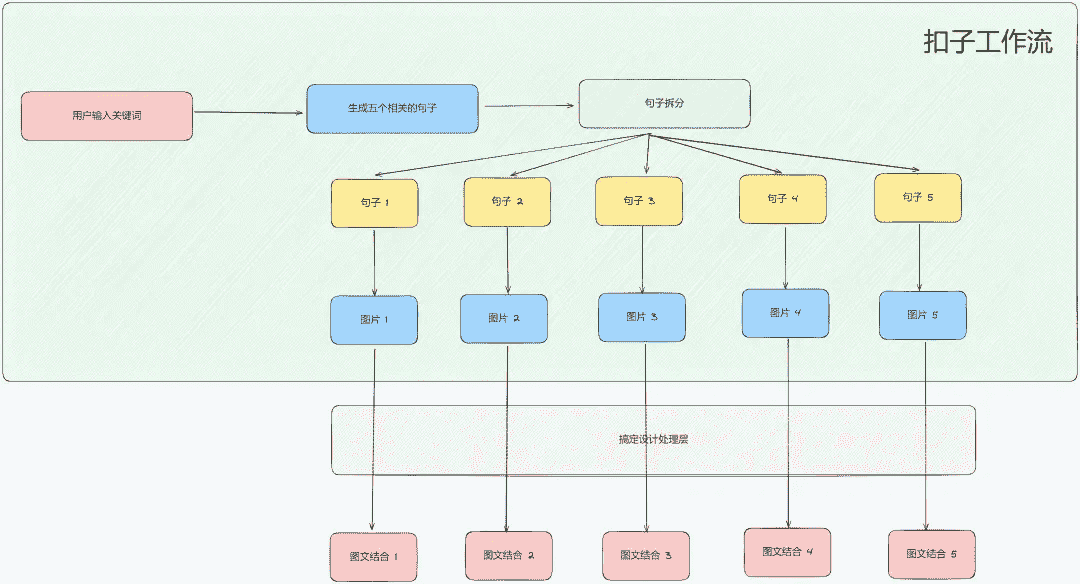 扣子工作流
用户输入关键词
生成五个相关的句子
句子拆分
句子 1
句子 2
句子 3
句子 4
句子 5
图片 1
图片 2
图片 3
图片 4
图片 5
搞定设计处理层
图文结合 1
图文结合 2
图文结合 3
图文结合 4
图文结合 5